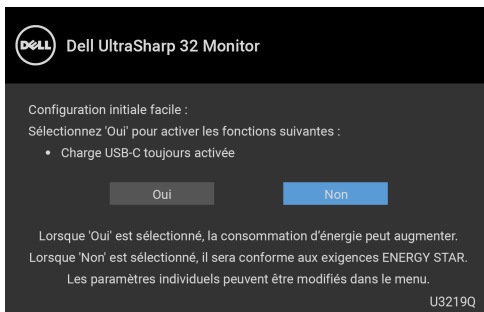 DELL Dell UltraSharp 32 Monitor
Configuration initiale facile :
Sélectionnez 'Oui' pour activer les fonctions suivantes :
• Charge USB-C toujours activée
Oui Non
Lorsque 'Oui' est sélectionné, la consommation d’énergie peut augmenter.
Lorsque 'Non' est sélectionné, il sera conforme aux exigences ENERGY STAR.
Les paramètres individuels peuvent être modifiés dans le menu.
U3219Q